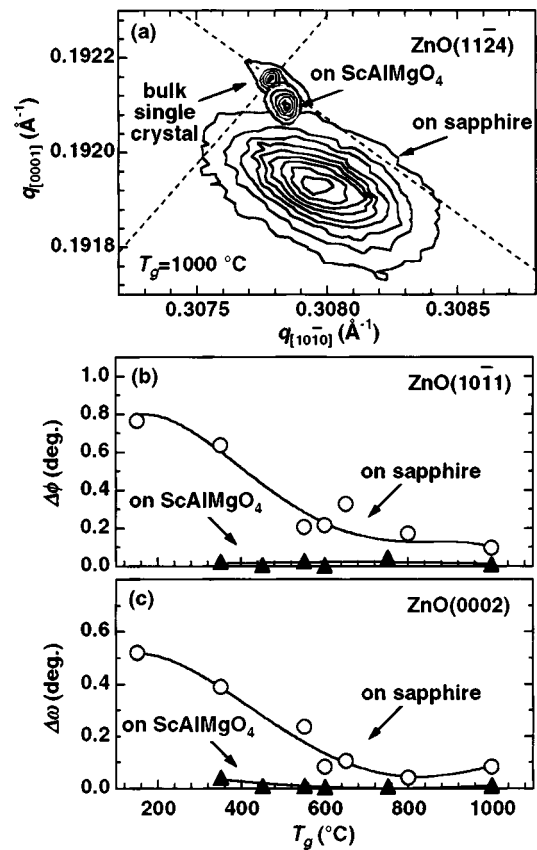 (a)
ZnO(112̄4)
0.1922
0.1920
0.1918
q[0001] (Å-1)
bulk
single
crystal
on ScAlMgO4
on sapphire
Tg=1000 °C
0.3075 0.3080 0.3085
q[101̄0] (Å-1)
(b)
ZnO(101̄1)
1.0
0.8
0.6
0.4
0.2
0.0
Δϕ (deg.)
on sapphire
on ScAlMgO4
(c)
ZnO(0002)
0.6
0.4
0.2
0.0
Δω (deg.)
on sapphire
on ScAlMgO4
200 400 600 800 1000
Tg (°C)